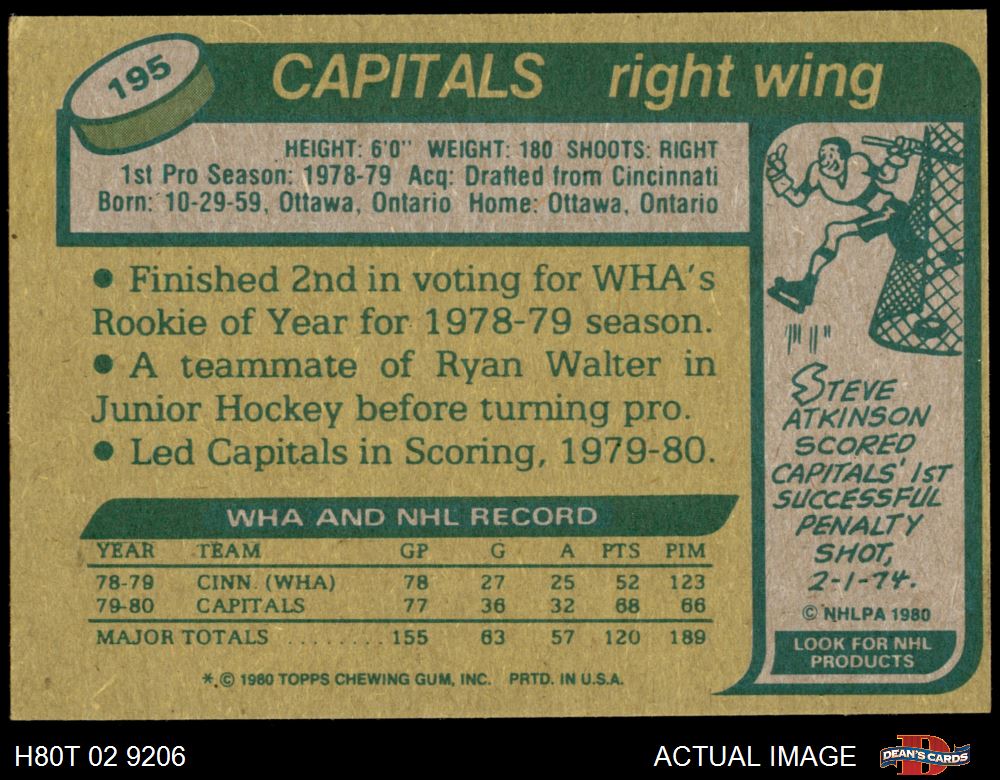 195
CAPITALS right wing
HEIGHT: 6'0" WEIGHT: 180 SHOOTS: RIGHT
1st Pro Season: 1978-79 Acq: Drafted from Cincinnati
Born: 10-29-59, Ottawa, Ontario Home: Ottawa, Ontario
• Finished 2nd in voting for WHA's
Rookie of Year for 1978-79 season.
• A teammate of Ryan Walter in
Junior Hockey before turning pro.
• Led Capitals in Scoring, 1979-80.
WHA AND NHL RECORD
YEAR TEAM GP G A PTS PIM
78-79 CINN. (WHA) 78 27 25 52 123
79-80 CAPITALS 77 36 32 68 66
MAJOR TOTALS ........ 155 63 57 120 189
*.© 1980 TOPPS CHEWING GUM, INC. PRTD. IN U.S.A.
STEVE
ATKINSON
SCORED
CAPITALS' 1ST
SUCCESSFUL
PENALTY
SHOT,
2-1-74.
© NHLPA 1980
LOOK FOR NHL
PRODUCTS
H80T 02 9206
ACTUAL IMAGE
DEAN'S CARDS